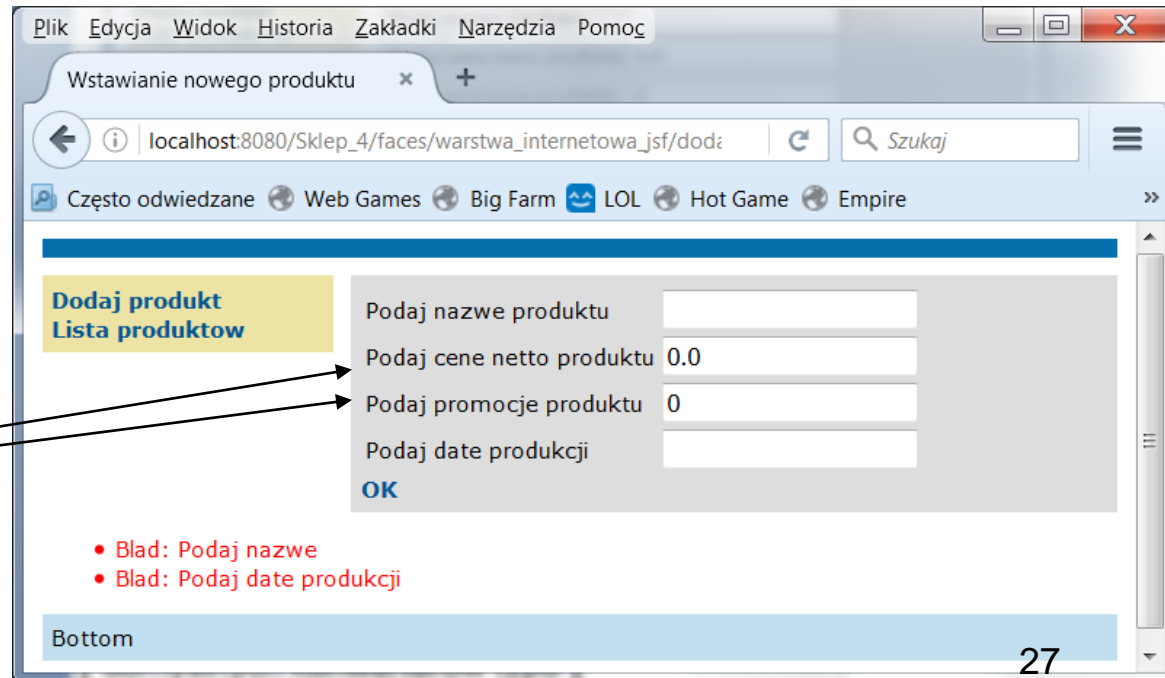 Plik Edycja Widok Historia Zakładki Narzędzia Pomoc
Wstawianie nowego produktu
localhost:8080/Sklep_4/faces/warstwa_internetowa_jsf/doda
Szukaj
Często odwiedzane Web Games Big Farm LOL Hot Game Empire
Dodaj produkt
Lista produktow
Podaj nazwe produktu
Podaj cene netto produktu 0.0
Podaj promocje produktu 0
Podaj date produkcji
OK
Blad: Podaj nazwe
Blad: Podaj date produkcji
Bottom
27